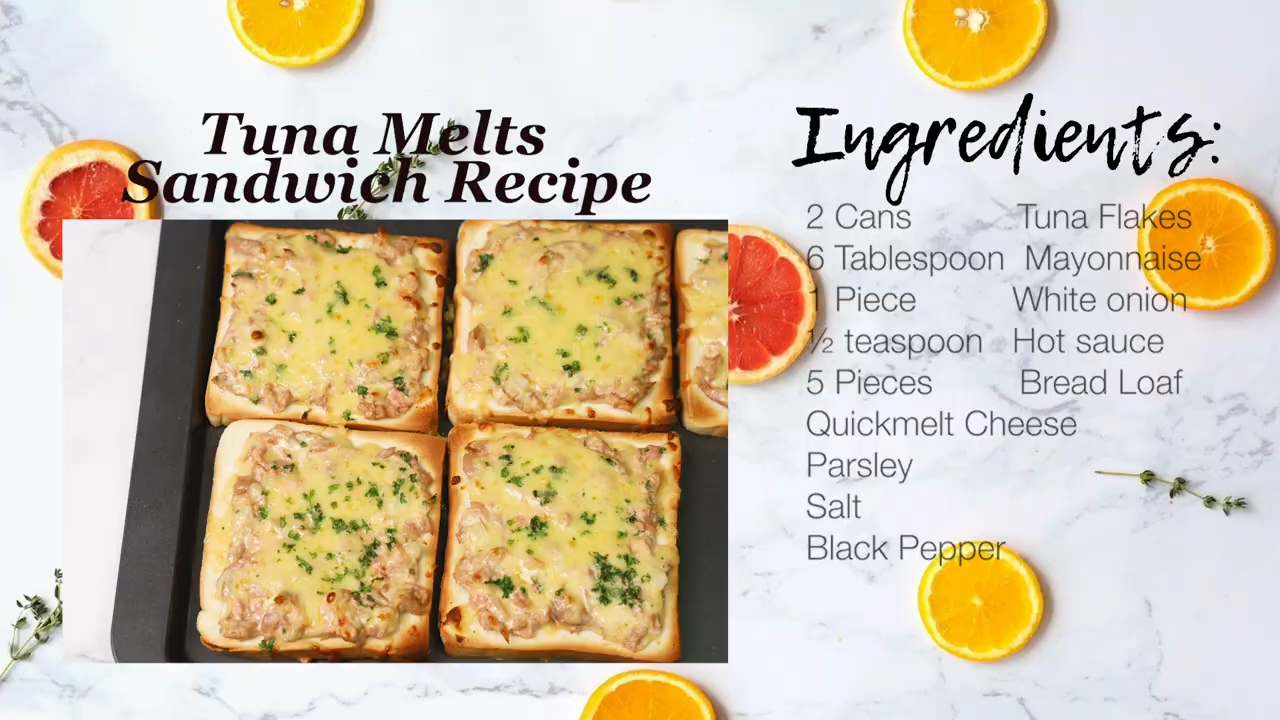 Tuna Melts
Sandwich Recipe
Ingredients:
2 Cans Tuna Flakes
6 Tablespoon Mayonnaise
1 Piece White onion
½ teaspoon Hot sauce
5 Pieces Bread Loaf
Quickmelt Cheese
Parsley
Salt
Black Pepper